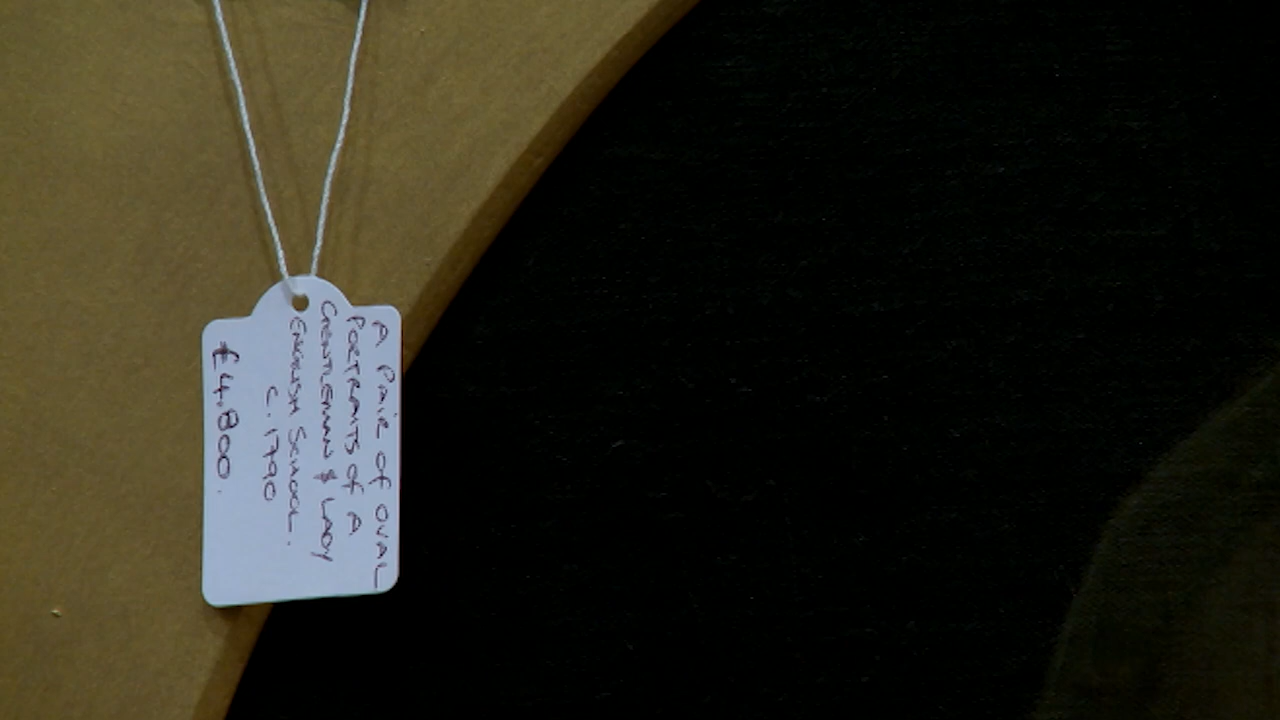 A PAIR OF OVAL
PORTRAITS OF A
GENTLEMAN & LADY
ENGLISH SCHOOL.
C. 1790
£4,800.